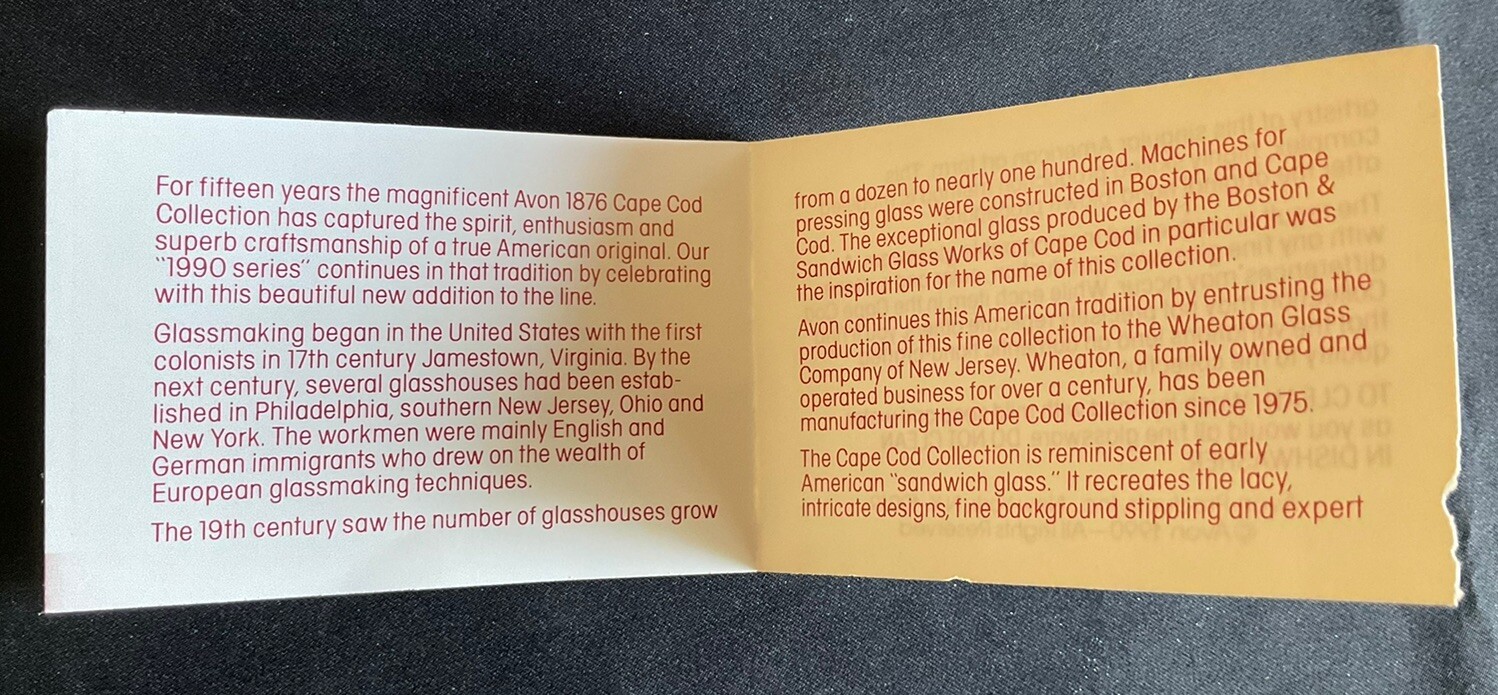 For fifteen years the magnificent Avon 1876 Cape Cod
Collection has captured the spirit, enthusiasm and
superb craftsmanship of a true American original. Our
"1990 series" continues in that tradition by celebrating
with this beautiful new addition to the line.
Glassmaking began in the United States with the first
colonists in 17th century Jamestown, Virginia. By the
next century, several glasshouses had been estab-
lished in Philadelphia, southern New Jersey, Ohio and
New York. The workmen were mainly English and
German immigrants who drew on the wealth of
European glassmaking techniques.
The 19th century saw the number of glasshouses grow
from a dozen to nearly one hundred. Machines for
pressing glass were constructed in Boston and Cape
Cod. The exceptional glass produced by the Boston &
Sandwich Glass Works of Cape Cod in particular was
the inspiration for the name of this collection.
Avon continues this American tradition by entrusting the
production of this fine collection to the Wheaton Glass
Company of New Jersey. Wheaton, a family owned and
operated business for over a century, has been
manufacturing the Cape Cod Collection since 1975.
The Cape Cod Collection is reminiscent of early
American "sandwich glass." It recreates the lacy,
intricate designs, fine background stippling and expert